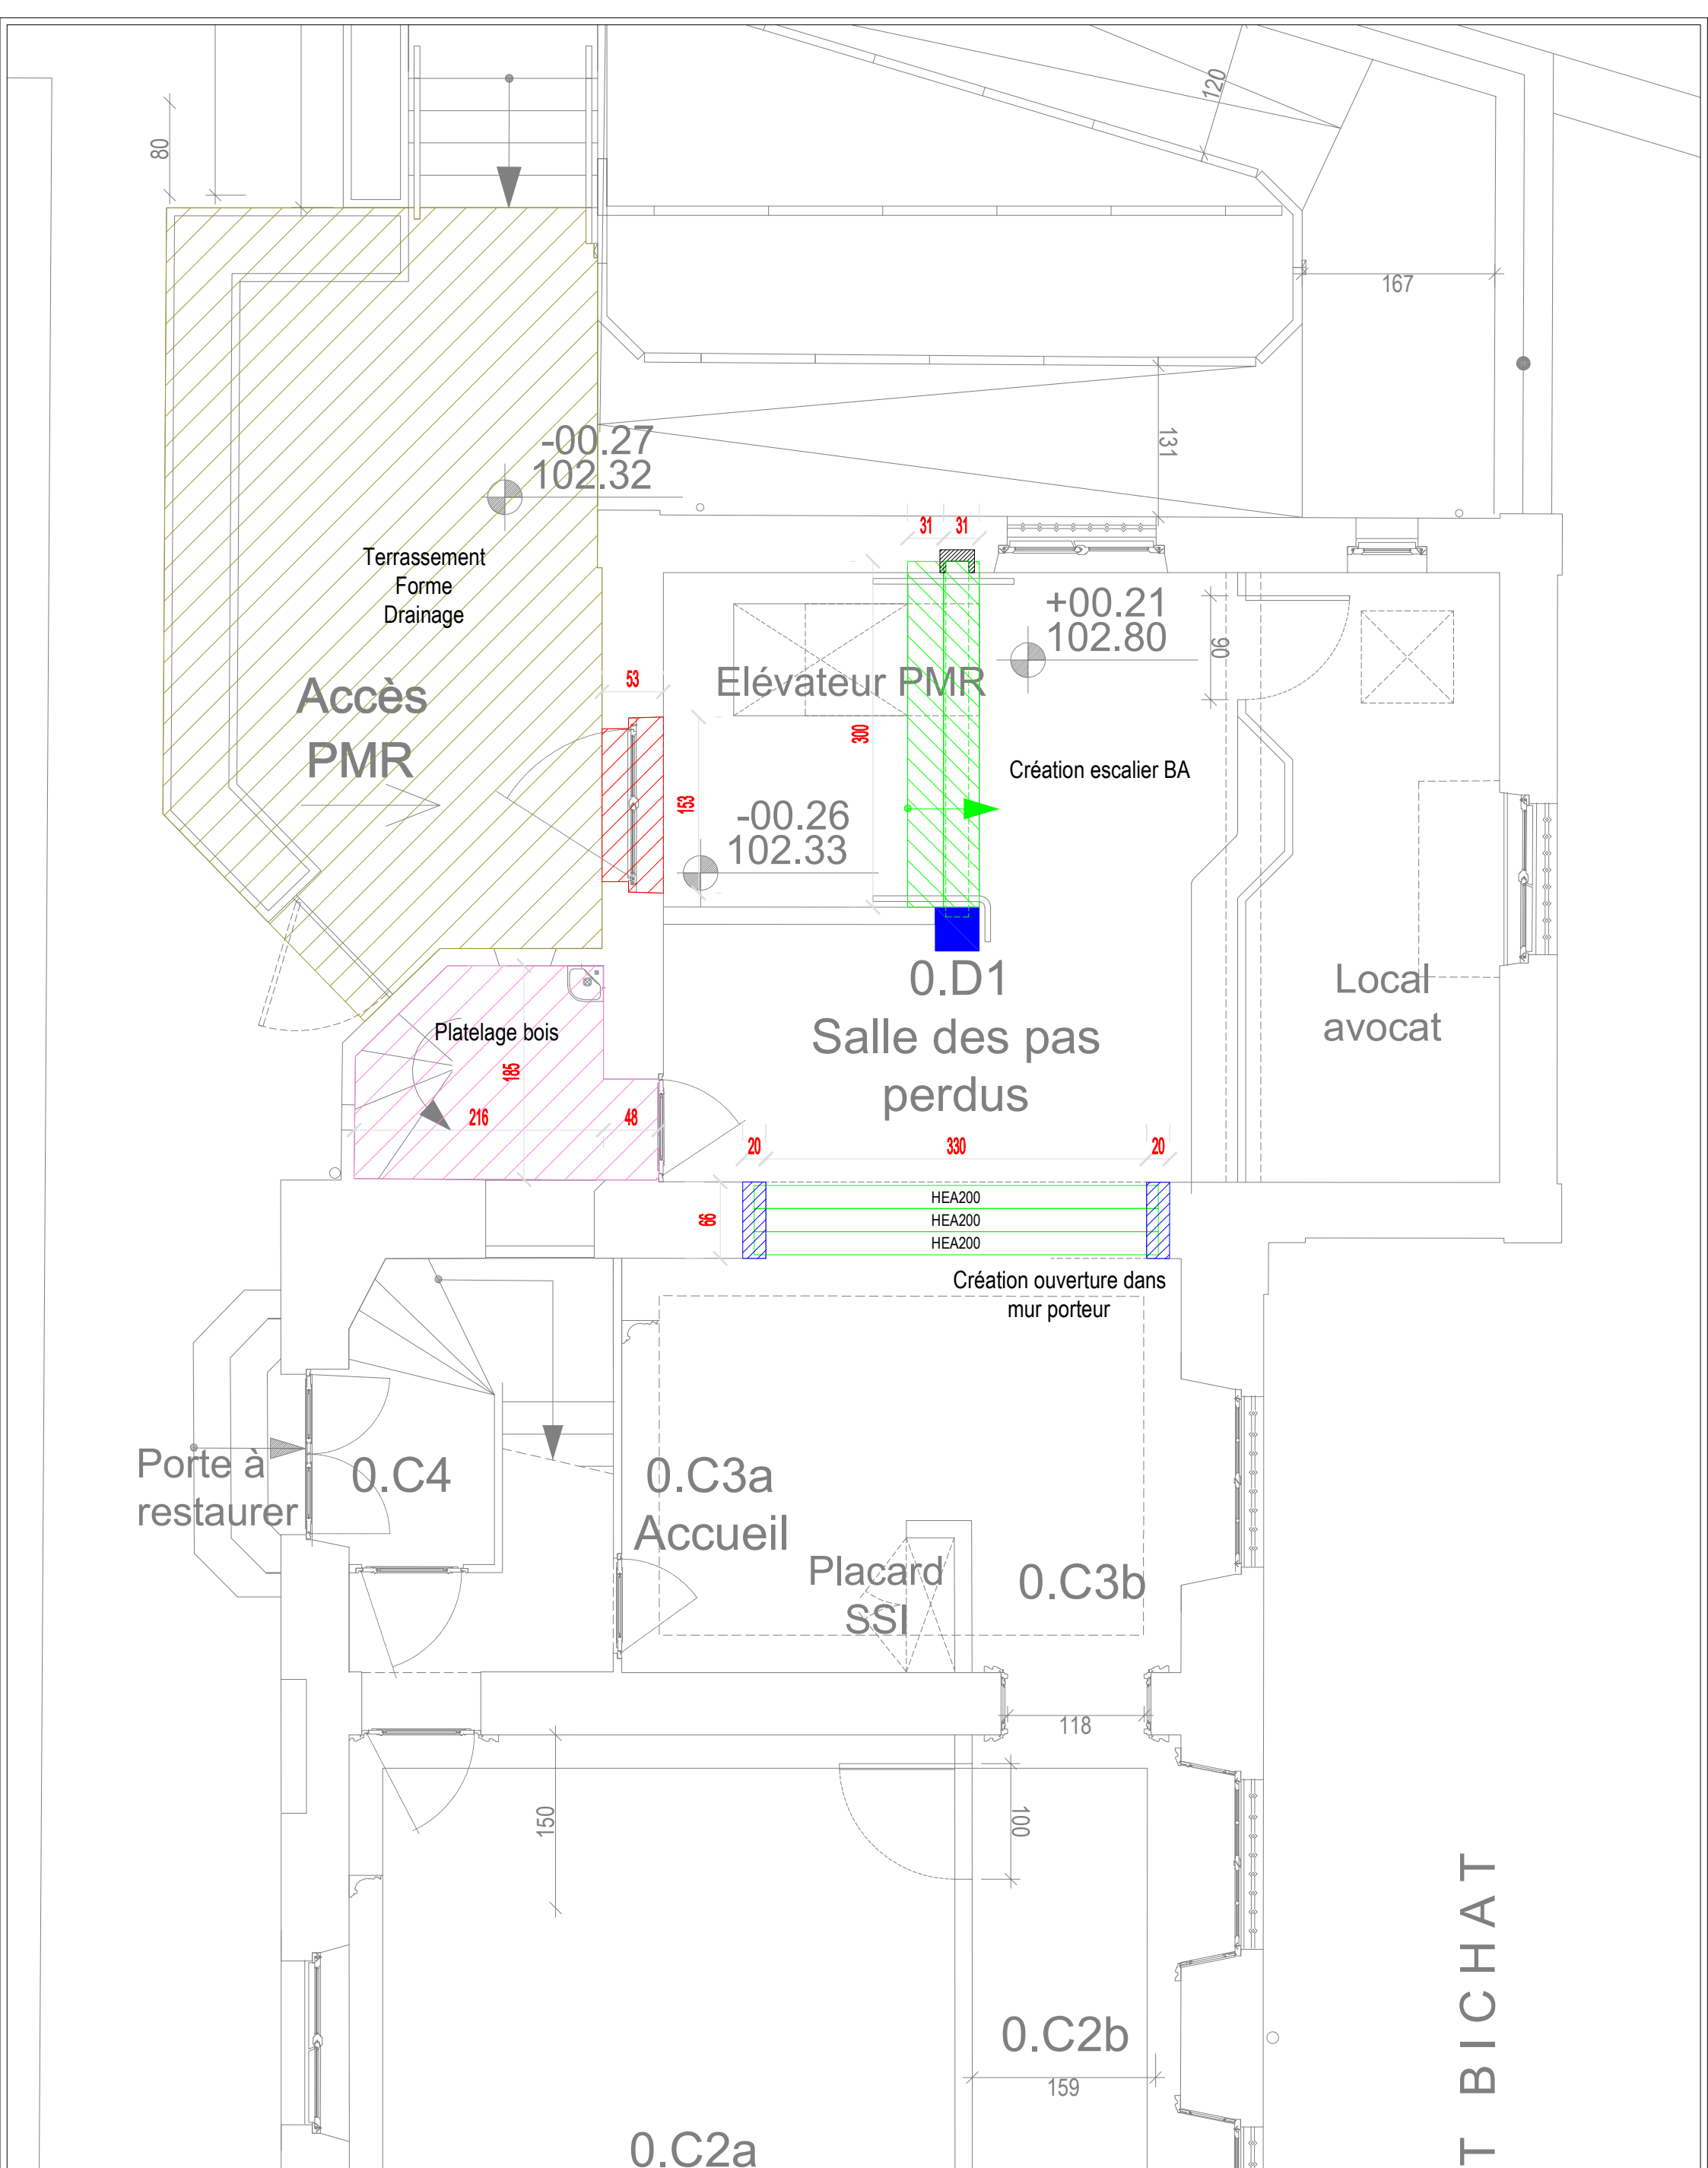 120
80
167
-00.27
102.32
131
31 31
Terrassement
Forme
Drainage
+00.21
102.80
90
53
Elévateur PMR
Accès
PMR
300
Création escalier BA
153
-00.26
102.33
0.D1
Salle des pas
perdus
Local
avocat
Platelage bois
185
216
48
20
330
20
66
HEA200
HEA200
HEA200
Création ouverture dans
mur porteur
Porte à
restaurer
0.C4
0.C3a
Accueil
Placard
SSI
0.C3b
118
150
100
0.C2b
159
0.C2a
T BICHAT